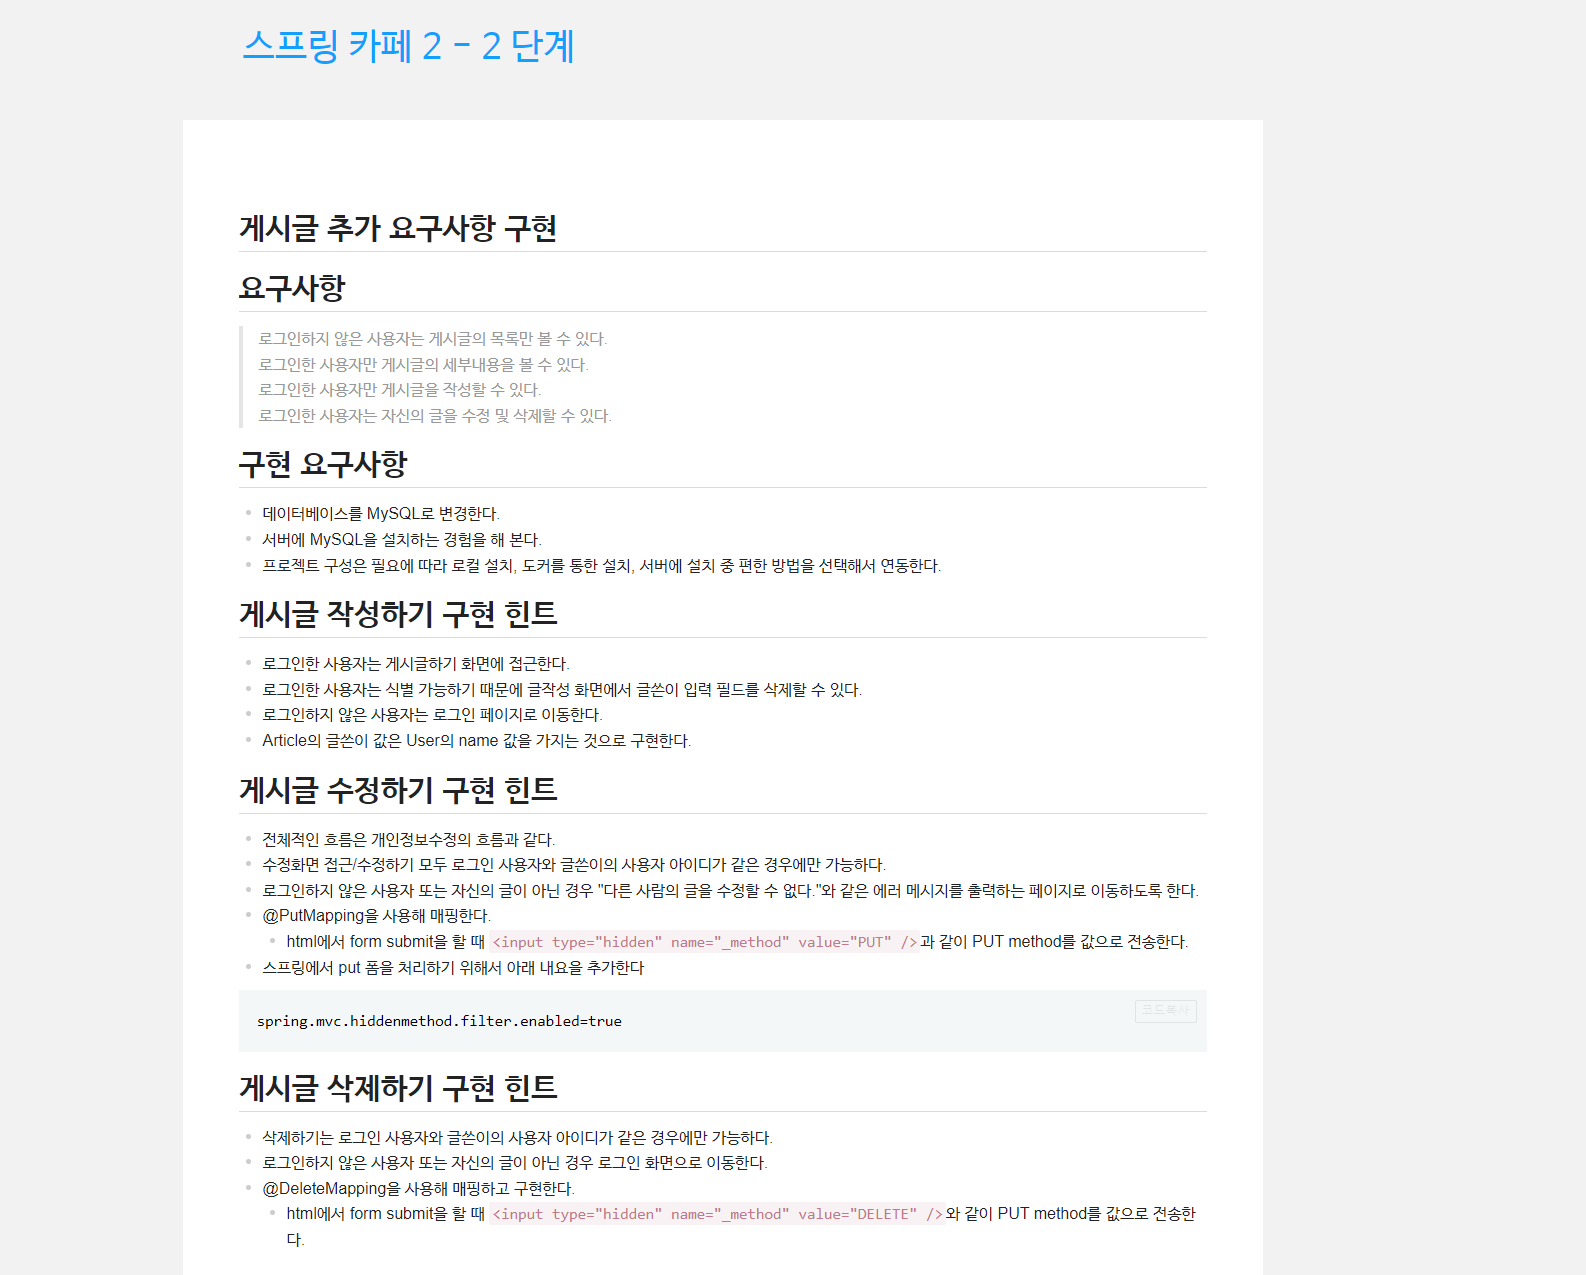 스프링 카페 2 - 2 단계
게시글 추가 요구사항 구현
요구사항
로그인하지 않은 사용자는 게시글의 목록만 볼 수 있다.
로그인한 사용자만 게시글의 세부내용을 볼 수 있다.
로그인한 사용자만 게시글을 작성할 수 있다.
로그인한 사용자는 자신의 글을 수정 및 삭제할 수 있다.
구현 요구사항
데이터베이스를 MySQL로 변경한다.
서버에 MySQL을 설치하는 경험을 해 본다.
프로젝트 구성은 필요에 따라 로컬 설치, 도커를 통한 설치, 서버에 설치 중 편한 방법을 선택해서 연동한다.
게시글 작성하기 구현 힌트
로그인한 사용자는 게시글하기 화면에 접근한다.
로그인한 사용자는 식별 가능하기 때문에 글작성 화면에서 글쓴이 입력 필드를 삭제할 수 있다.
로그인하지 않은 사용자는 로그인 페이지로 이동한다.
Article의 글쓴이 값은 User의 name 값을 가지는 것으로 구현한다.
게시글 수정하기 구현 힌트
전체적인 흐름은 개인정보수정의 흐름과 같다.
수정화면 접근/수정하기 모두 로그인 사용자와 글쓴이의 사용자 아이디가 같은 경우에만 가능하다.
로그인하지 않은 사용자 또는 자신의 글이 아닌 경우 "다른 사람의 글을 수정할 수 없다."와 같은 에러 메시지를 출력하는 페이지로 이동하도록 한다.
@PutMapping을 사용해 매핑한다.
html에서 form submit을 할 때 <input type="hidden" name="_method" value="PUT" />과 같이 PUT method를 값으로 전송한다.
스프링에서 put 폼을 처리하기 위해서 아래 내요을 추가한다
코드복사
spring.mvc.hiddenmethod.filter.enabled=true
게시글 삭제하기 구현 힌트
삭제하기는 로그인 사용자와 글쓴이의 사용자 아이디가 같은 경우에만 가능하다.
로그인하지 않은 사용자 또는 자신의 글이 아닌 경우 로그인 화면으로 이동한다.
@DeleteMapping을 사용해 매핑하고 구현한다.
html에서 form submit을 할 때 <input type="hidden" name="_method" value="DELETE" />와 같이 PUT method를 값으로 전송한
다.